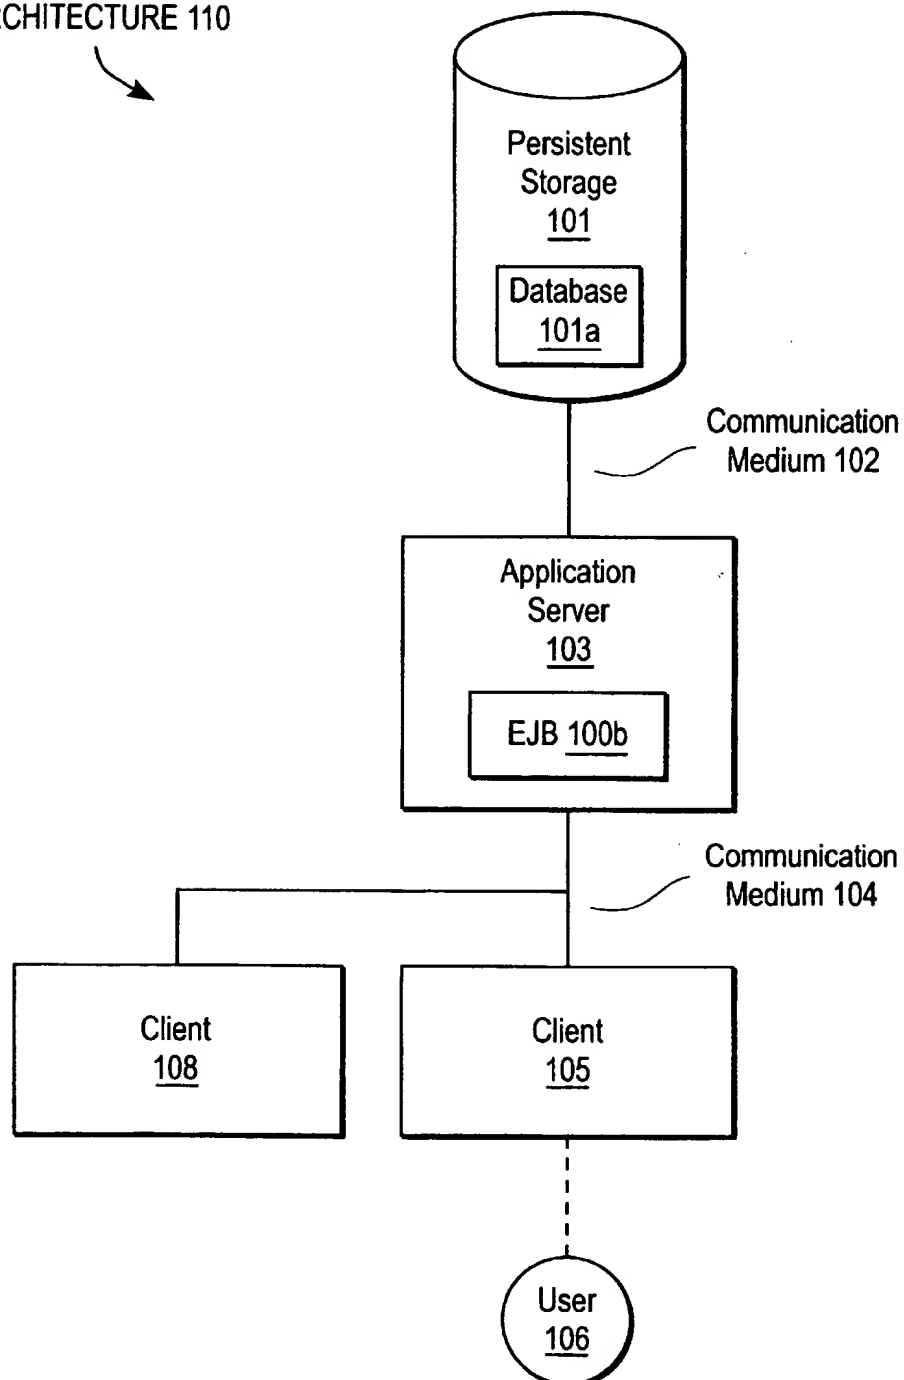 RCHITECTURE 110
Persistent
Storage
101
Database
101a
Communication
Medium 102
Application
Server
103
EJB 100b
Communication
Medium 104
Client
108
Client
105
User
106